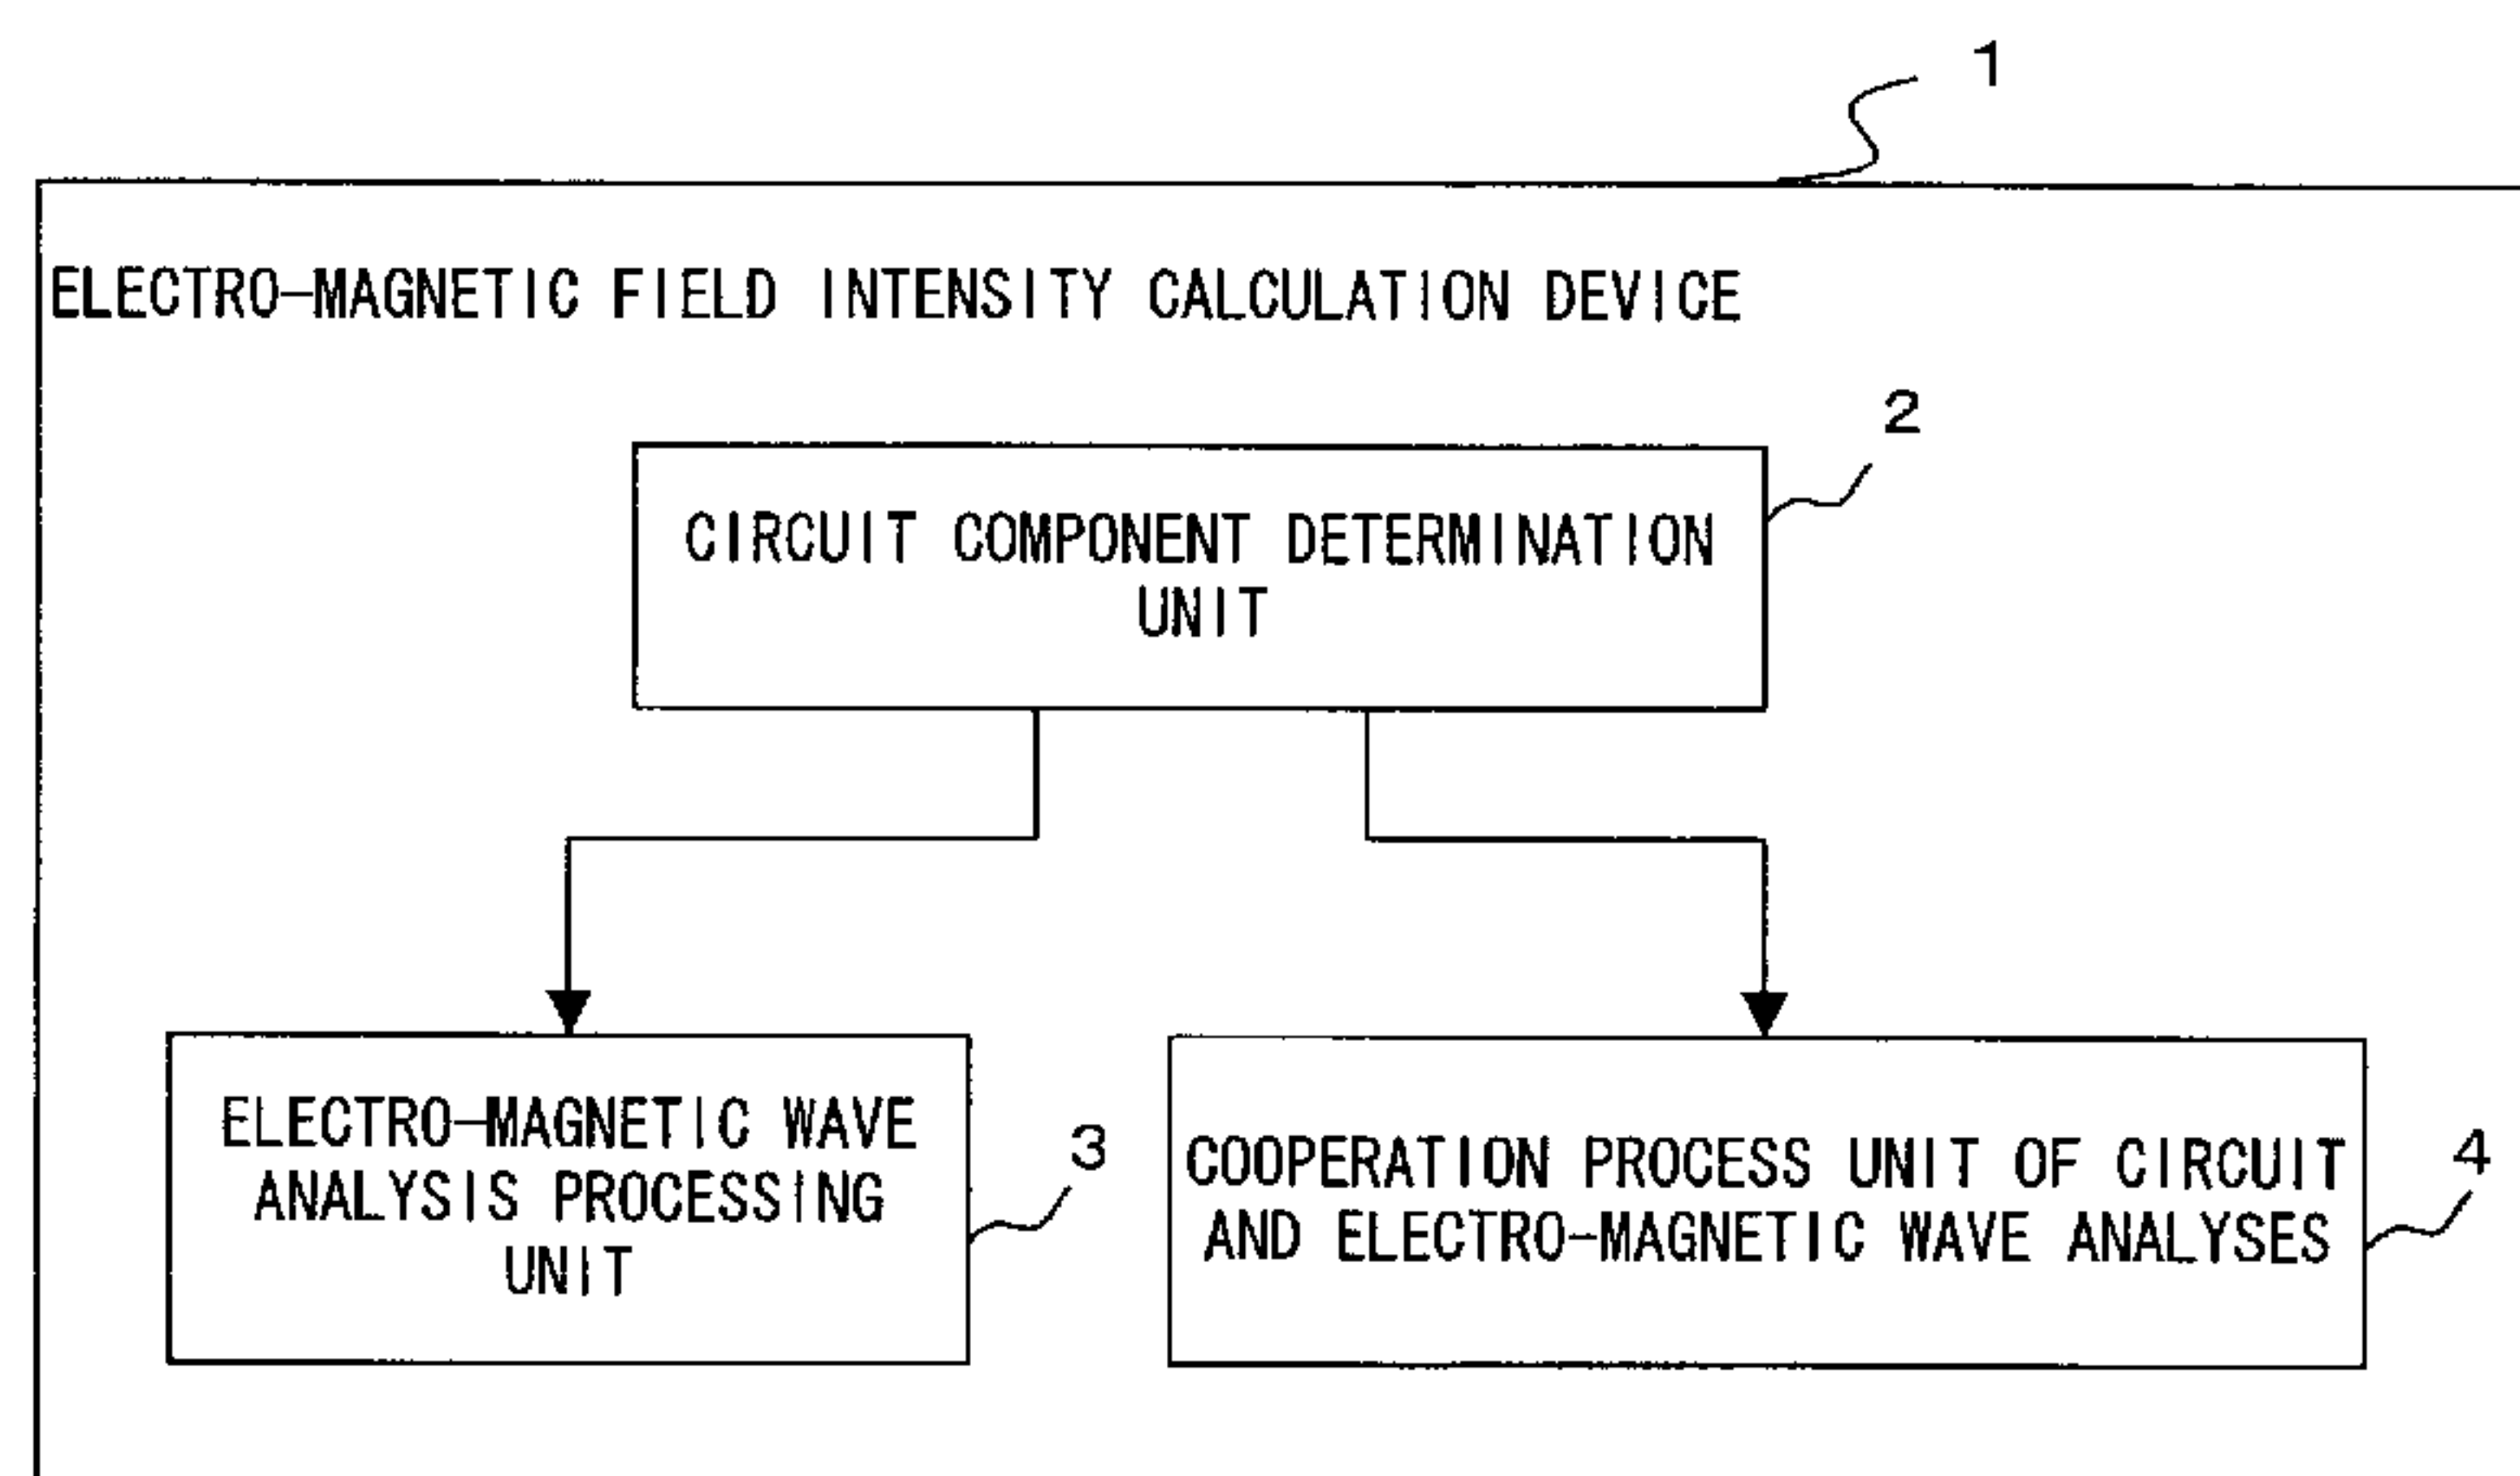 1
ELECTRO-MAGNETIC FIELD INTENSITY CALCULATION DEVICE
2
CIRCUIT COMPONENT DETERMINATION
UNIT
ELECTRO-MAGNETIC WAVE
ANALYSIS PROCESSING
UNIT
3
COOPERATION PROCESS UNIT OF CIRCUIT
AND ELECTRO-MAGNETIC WAVE ANALYSES
4